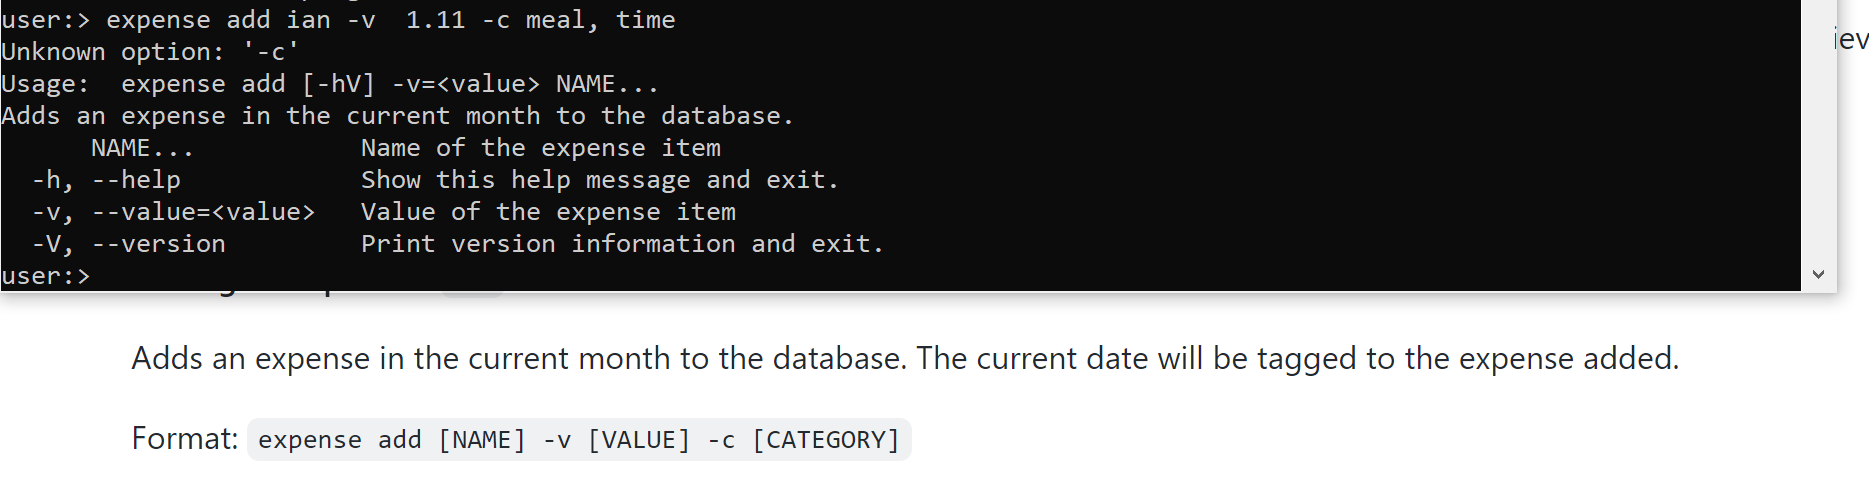 user:> expense add ian -v  1.11 -c meal, time
Unknown option: '-c'
Usage:  expense add [-hV] -v=<value> NAME...
Adds an expense in the current month to the database.
      NAME...           Name of the expense item
  -h, --help            Show this help message and exit.
  -v, --value=<value>   Value of the expense item
  -V, --version         Print version information and exit.
user:>
Adds an expense in the current month to the database. The current date will be tagged to the expense added.
Format: expense add [NAME] -v [VALUE] -c [CATEGORY]